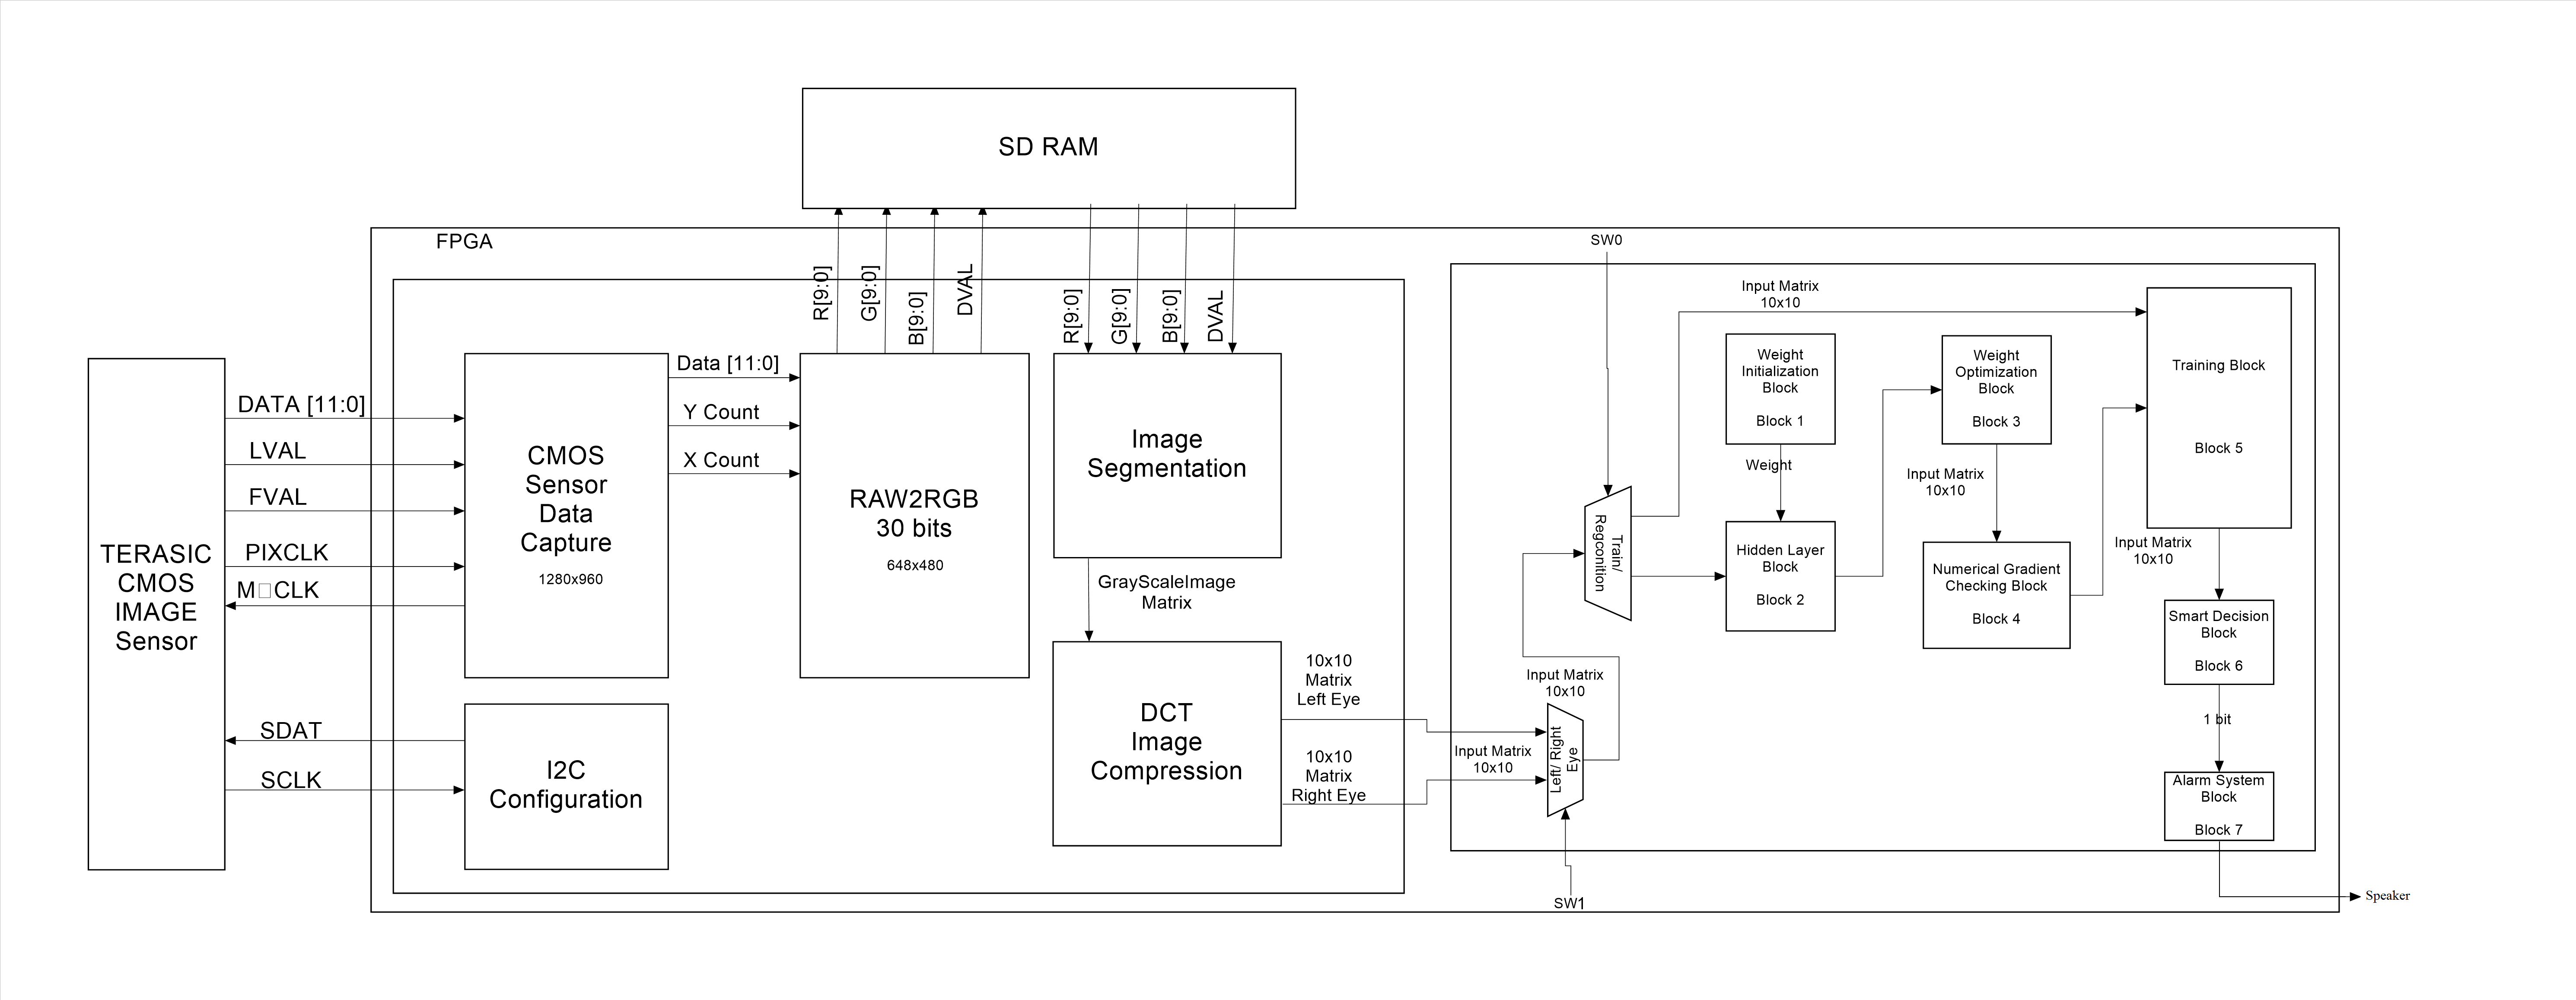 SD RAM
FPGA
SW0
R[9:0]
G[9:0]
B[9:0]
DVAL
R[9:0]
G[9:0]
B[9:0]
DVAL
TERASIC
CMOS
IMAGE
Sensor
DATA [11:0]
LVAL
FVAL
PIXCLK
M□CLK
SDAT
SCLK
CMOS
Sensor
Data
Capture
1280x960
I2C
Configuration
Data [11:0]
Y Count
X Count
RAW2RGB
30 bits
648x480
Image
Segmentation
GrayScaleImage
Matrix
DCT
Image
Compression
10x10
Matrix
Left Eye
10x10
Matrix
Right Eye
Input Matrix
10x10
Left/ Right
Eye
SW1
Input Matrix
10x10
Train/
Regconition
Input Matrix
10x10
Weight
Initialization
Block
Block 1
Weight
Hidden Layer
Block
Block 2
Weight
Optimization
Block
Block 3
Input Matrix
10x10
Numerical Gradient
Checking Block
Block 4
Training Block
Block 5
Input Matrix
10x10
Smart Decision
Block
Block 6
1 bit
Alarm System
Block
Block 7
Speaker